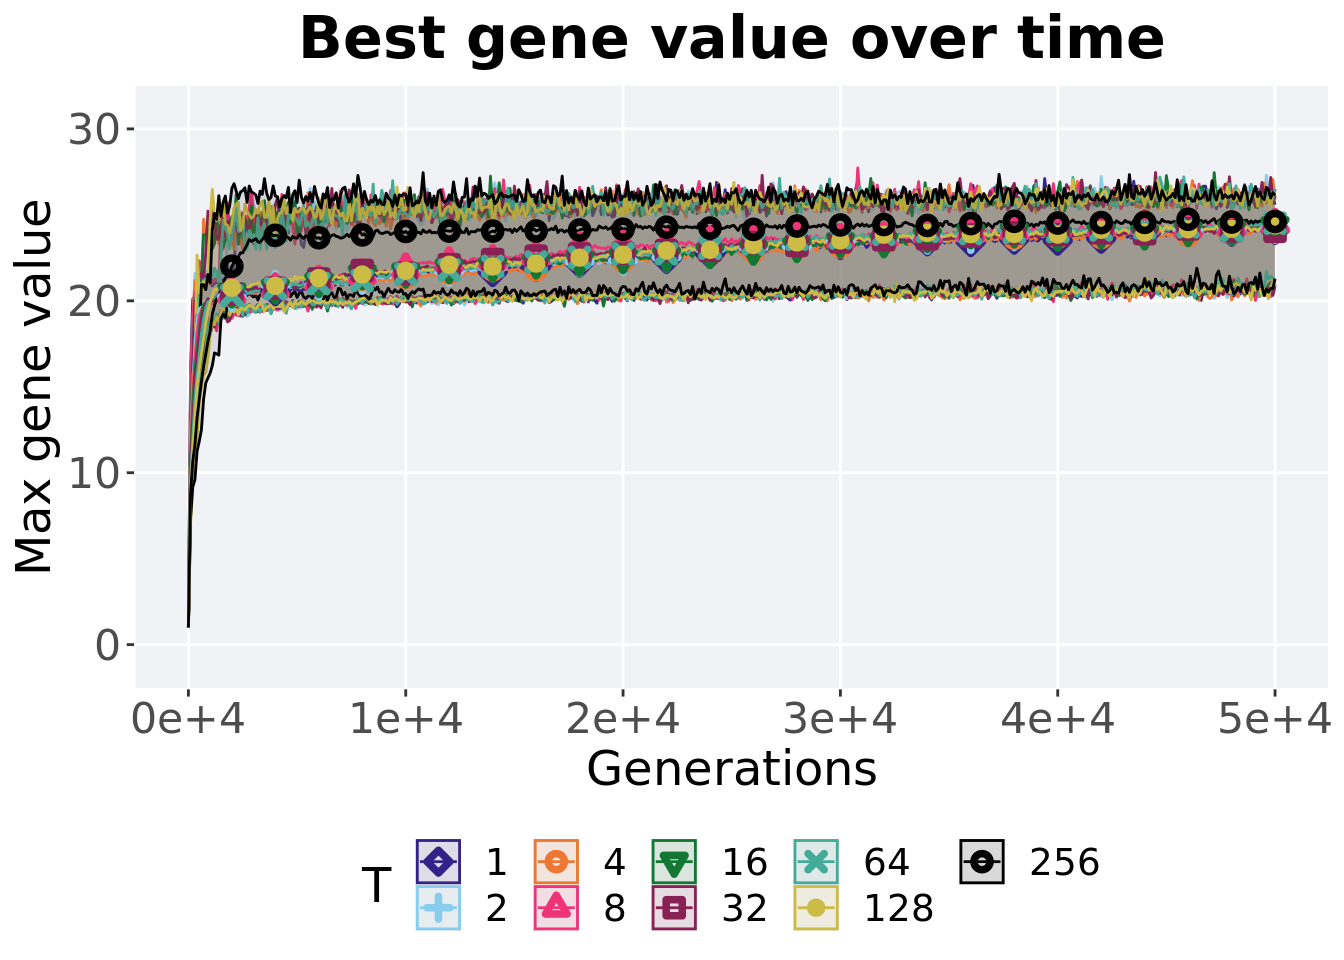 Best gene value over time
30
20
10
0
Max gene value
0e+4 1e+4 2e+4 3e+4 4e+4 5e+4
Generations
T
1 4 16 64 256
2 8 32 128